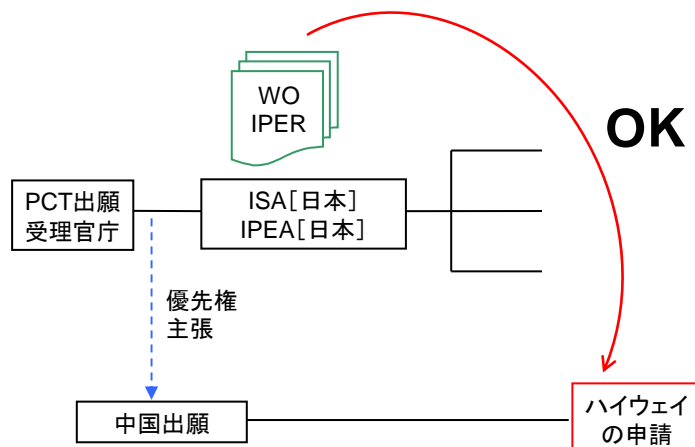 WO
IPER
OK
PCT出願
受理官庁
ISA[日本]
IPEA[日本]
優先権
主張
中国出願
ハイウェイ
の申請